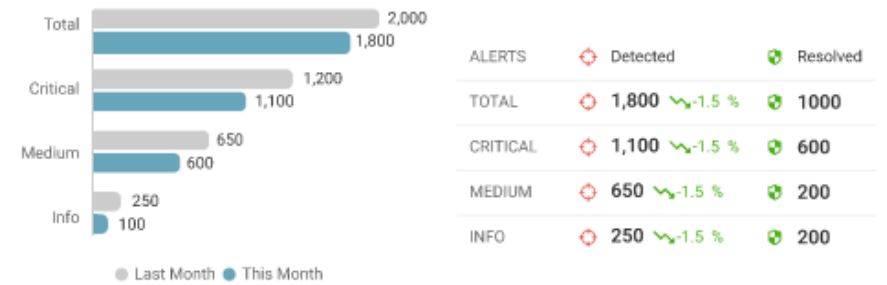 Total
2,000
1,800
Critical
1,200
1,100
Medium
650
600
Info
250
100
Last Month This Month
ALERTS Detected Resolved
TOTAL 1,800 -1.5 % 1000
CRITICAL 1,100 -1.5 % 600
MEDIUM 650 -1.5 % 200
INFO 250 -1.5 % 200